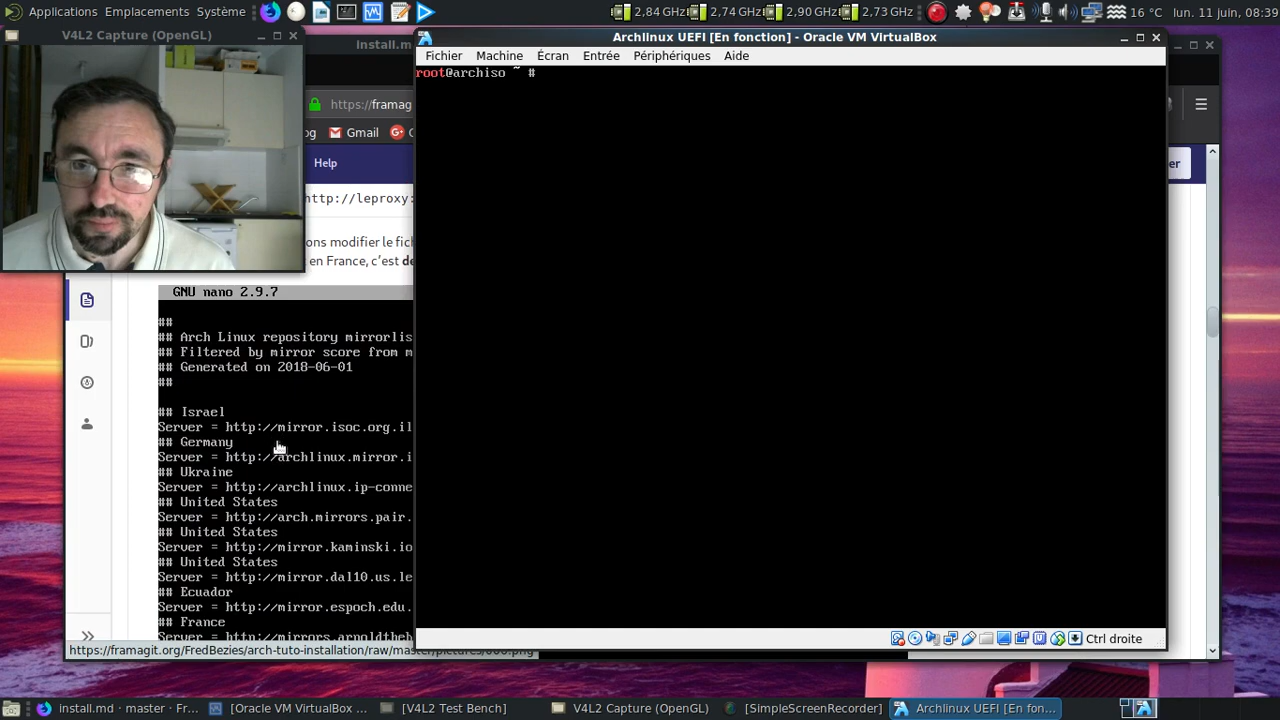 Applications Emplacements Système
2,84 GHz 2,74 GHz 2,90 GHz 2,73 GHz 16 °C lun. 11 juin, 08:39
V4L2 Capture (OpenGL)
Install.m
Archlinux UEFI [En fonction] - Oracle VM VirtualBox
Fichier Machine Écran Entrée Périphériques Aide
root@archiso ~ #
https://framag
og Gmail G
Help
er
http://leproxy:
ons modifier le fich
en France, c'est de
GNU nano 2.9.7
##
## Arch Linux repository mirrorlis
## Filtered by mirror score from m
## Generated on 2018-06-01
##
## Israel
Server = http://mirror.isoc.org.il
## Germany
Server = http://archlinux.mirror.i
## Ukraine
Server = http://archlinux.ip-conne
## United States
Server = http://arch.mirrors.pair.
## United States
Server = http://mirror.kaminski.io
## United States
Server = http://mirror.dal10.us.le
## Ecuador
Server = http://mirror.espoch.edu.
## France
Server = http://mirrors.arnoldtheb
Ctrl droite
https://framagit.org/FredBezies/arch-tuto-installation/raw/master/pictures/006.png
install.md · master · Fr... [Oracle VM VirtualBox ... [V4L2 Test Bench] V4L2 Capture (OpenGL) [SimpleScreenRecorder] Archlinux UEFI [En fon...